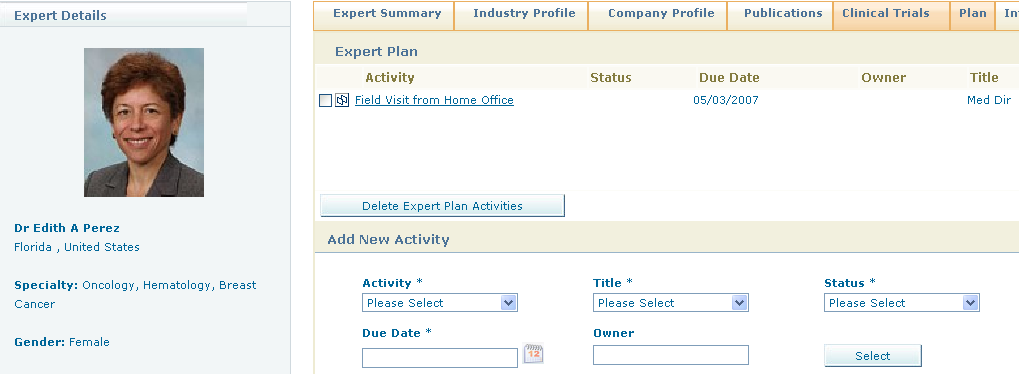 Expert Details
Dr Edith A Perez
Florida , United States
Specialty: Oncology, Hematology, Breast
Cancer
Gender: Female
Expert Summary Industry Profile Company Profile Publications Clinical Trials Plan In
Expert Plan
Activity Status Due Date Owner Title
Field Visit from Home Office 05/03/2007 Med Dir
Delete Expert Plan Activities
Add New Activity
Activity * Title * Status *
Please Select Please Select Please Select
Due Date * Owner
12 Select